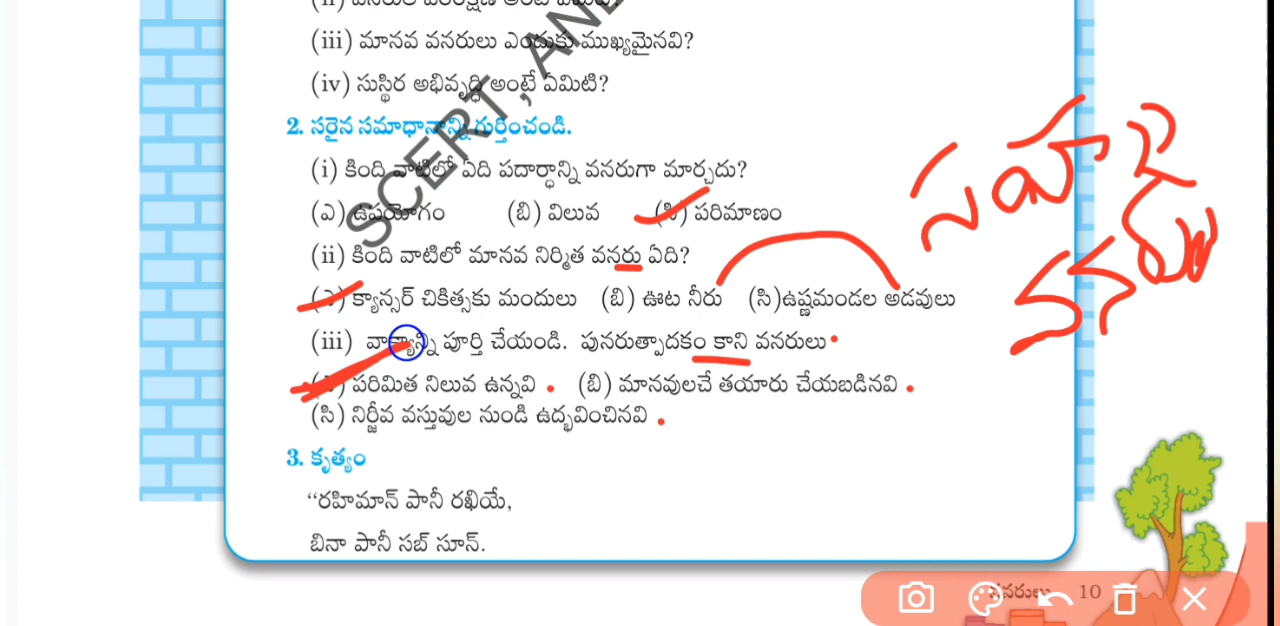 (iii) మానవ వనరులు ఎందుకు ముఖ్యమైనవి?
(iv) సుస్థిర అభివృద్ధి అంటే ఏమిటి?
2. సరైన సమాధానాన్ని గుర్తించండి.
(i) కింది వాటిలో ఏది పదార్థాన్ని వనరుగా మార్చదు?
(ఎ) ఉపయోగం (బి) విలువ (సి) పరిమాణం
(ii) కింది వాటిలో మానవ నిర్మిత వనరు ఏది?
(ఎ) క్యాన్సర్ చికిత్సకు మందులు (బి) ఊట నీరు (సి)ఉష్ణమండల అడవులు
(iii) వాక్యాన్ని పూర్తి చేయండి. పునరుత్పాదకం కాని వనరులు
(ఎ) పరిమిత నిలువ ఉన్నవి (బి) మానవులచే తయారు చేయబడినవి
(సి) నిర్జీవ వస్తువుల నుండి ఉద్భవించినవి
3. కృత్యం
“రహిమాన్ పానీ రఖియే,
బినా పానీ సబ్ సూన్.
SCERT, AND
వనరులు 10